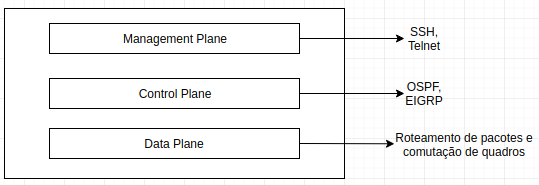 Management Plane
SSH,
Telnet
Control Plane
OSPF,
EIGRP
Data Plane
Roteamento de pacotes e
comutação de quadros